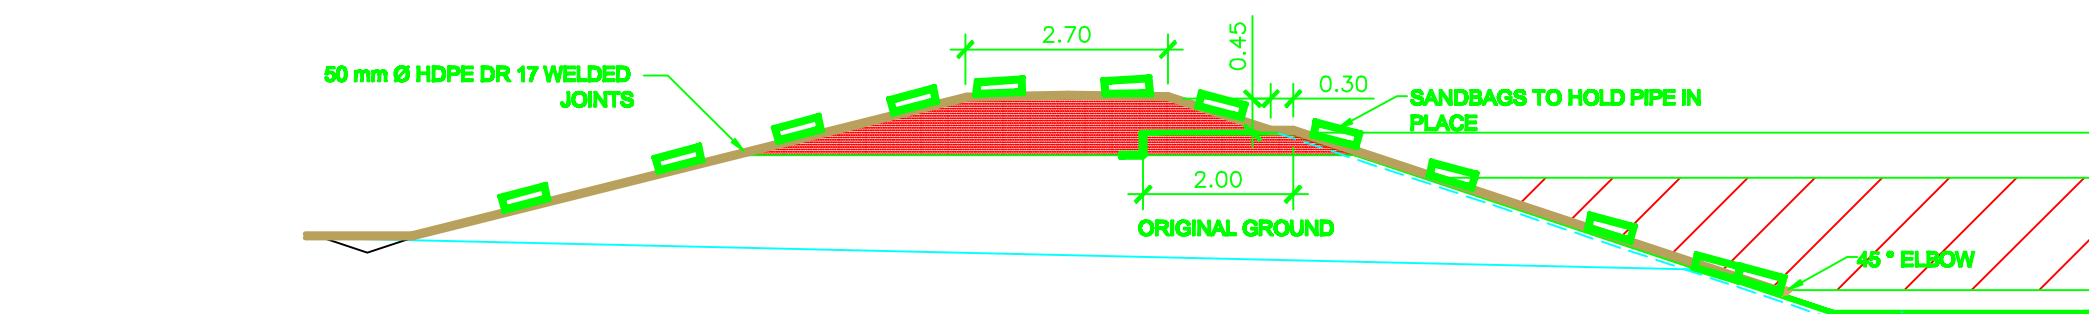 2.70
0.45
50 mm Ø HDPE DR 17 WELDED
JOINTS
0.30
SANDBAGS TO HOLD PIPE IN
PLACE
2.00
ORIGINAL GROUND
45 ° ELBOW